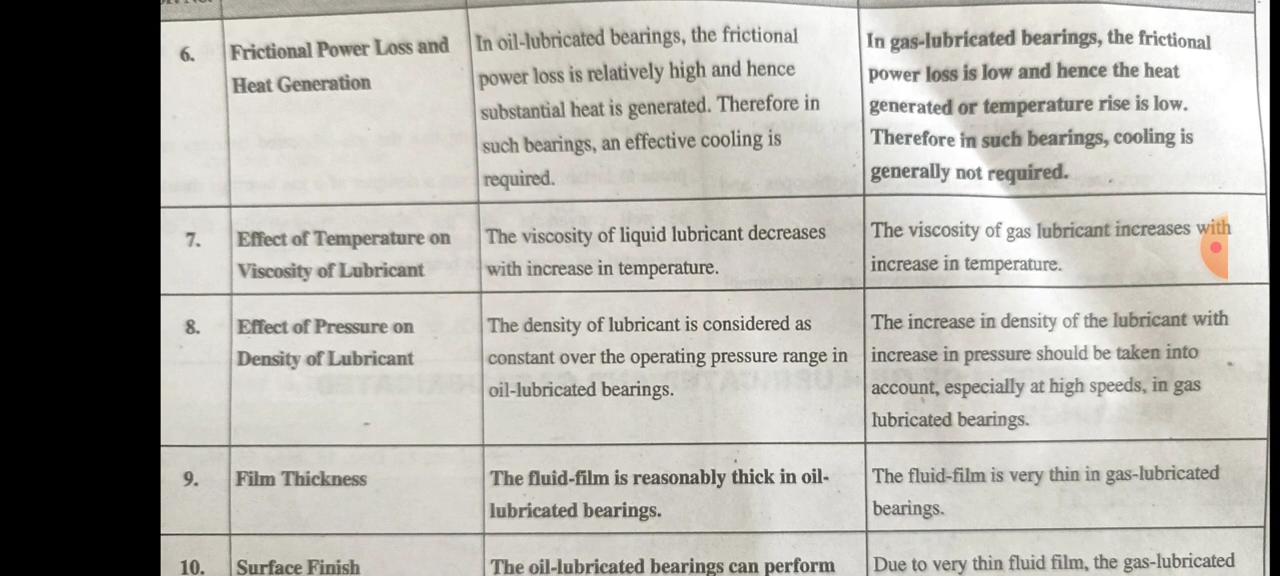 6.
Frictional Power Loss and
Heat Generation
In oil-lubricated bearings, the frictional
power loss is relatively high and hence
substantial heat is generated. Therefore in
such bearings, an effective cooling is
required.
In gas-lubricated bearings, the frictional
power loss is low and hence the heat
generated or temperature rise is low.
Therefore in such bearings, cooling is
generally not required.
7.
Effect of Temperature on
Viscosity of Lubricant
The viscosity of liquid lubricant decreases
with increase in temperature.
The viscosity of gas lubricant increases with
increase in temperature.
8.
Effect of Pressure on
Density of Lubricant
The density of lubricant is considered as
constant over the operating pressure range in
oil-lubricated bearings.
The increase in density of the lubricant with
increase in pressure should be taken into
account, especially at high speeds, in gas
lubricated bearings.
9.
Film Thickness
The fluid-film is reasonably thick in oil-
lubricated bearings.
The fluid-film is very thin in gas-lubricated
bearings.
10.
Surface Finish
The oil-lubricated bearings can perform
Due to very thin fluid film, the gas-lubricated